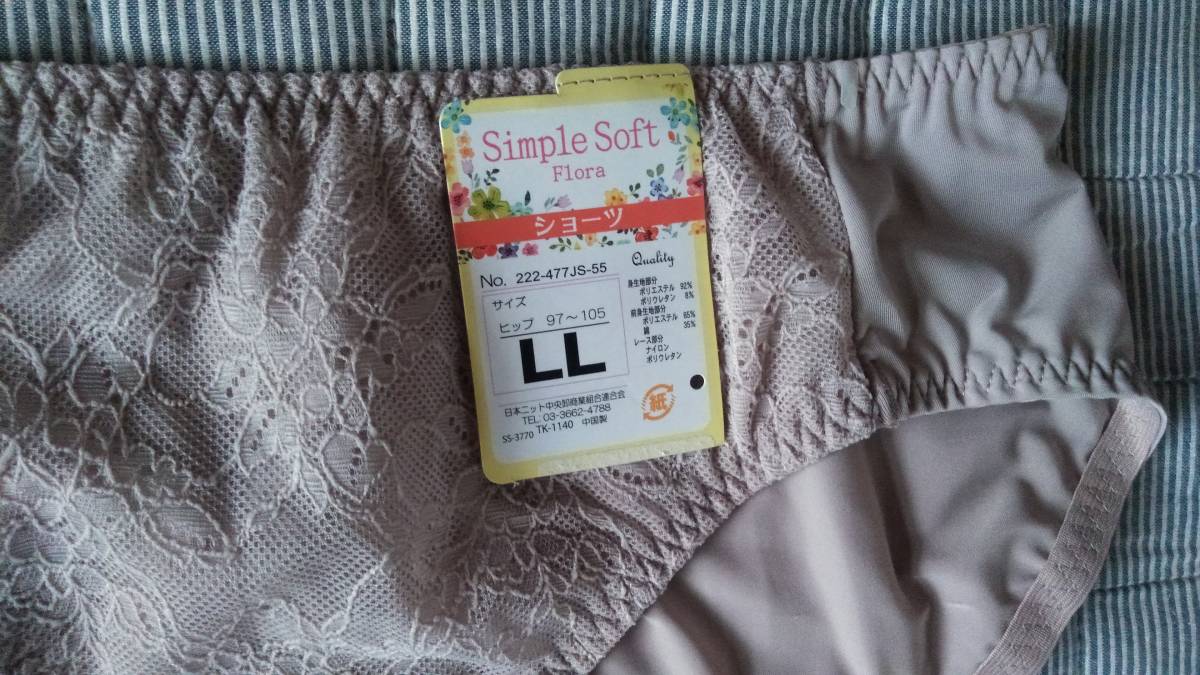 Simple Soft
Flora
ショーツ
No. 222-477JS-55
サイズ
ヒップ 97～105
LL
Quality
身生地部分
ポリエステル 92%
ポリウレタン 8%
前身生地部分
ポリエステル 65%
綿 35%
レース部分
ナイロン
ポリウレタン
紙
日本ニット中央卸商業組合連合会
TEL. 03-3662-4788
SS-3770 TK-1140 中国製